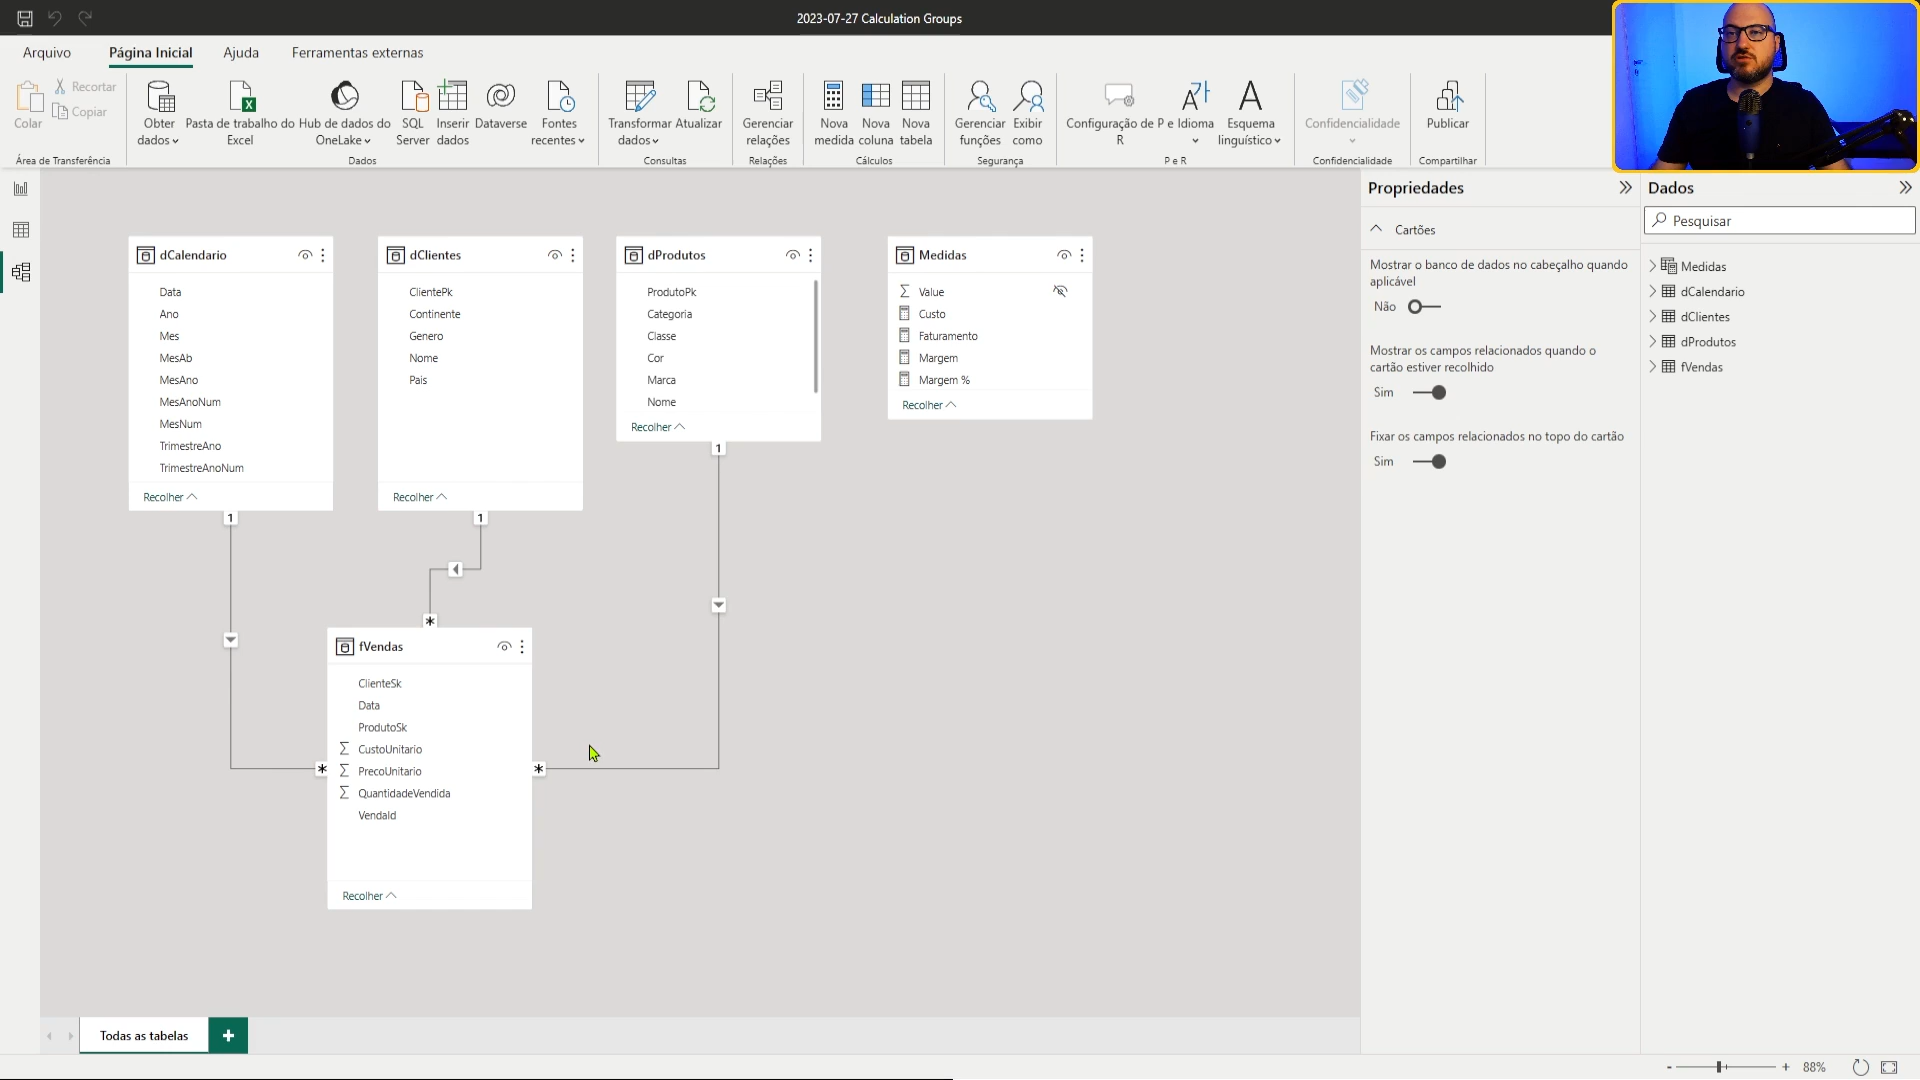 2023-07-27 Calculation Groups
Arquivo
Página Inicial
Ajuda
Ferramentas externas
Colar
Recortar
Copiar
Área de Transferência
Obter dados
Pasta de trabalho do Excel
Hub de dados do OneLake
SQL Server
Inserir dados
Dataverse
Fontes recentes
Dados
Transformar dados
Atualizar
Consultas
Gerenciar relações
Relações
Nova medida
Nova coluna
Nova tabela
Cálculos
Gerenciar funções
Exibir como
Segurança
Configuração de P e R
Idioma
Esquema linguístico
P e R
Confidencialidade
Confidencialidade
Publicar
Compartilhar
dCalendario
Data
Ano
Mes
MesAb
MesAno
MesAnoNum
MesNum
TrimestreAno
TrimestreAnoNum
Recolher
1
dClientes
ClientePk
Continente
Genero
Nome
Pais
Recolher
1
dProdutos
ProdutoPk
Categoria
Classe
Cor
Marca
Nome
Recolher
1
Medidas
Value
Custo
Faturamento
Margem
Margem %
Recolher
*
fVendas
ClienteSk
Data
ProdutoSk
CustoUnitario
PrecoUnitario
QuantidadeVendida
VendaId
Recolher
*
*
Propriedades
Cartões
Mostrar o banco de dados no cabeçalho quando
aplicável
Não
Mostrar os campos relacionados quando o
cartão estiver recolhido
Sim
Fixar os campos relacionados no topo do cartão
Sim
Dados
Pesquisar
Medidas
dCalendario
dClientes
dProdutos
fVendas
Todas as tabelas
+
- + 88%